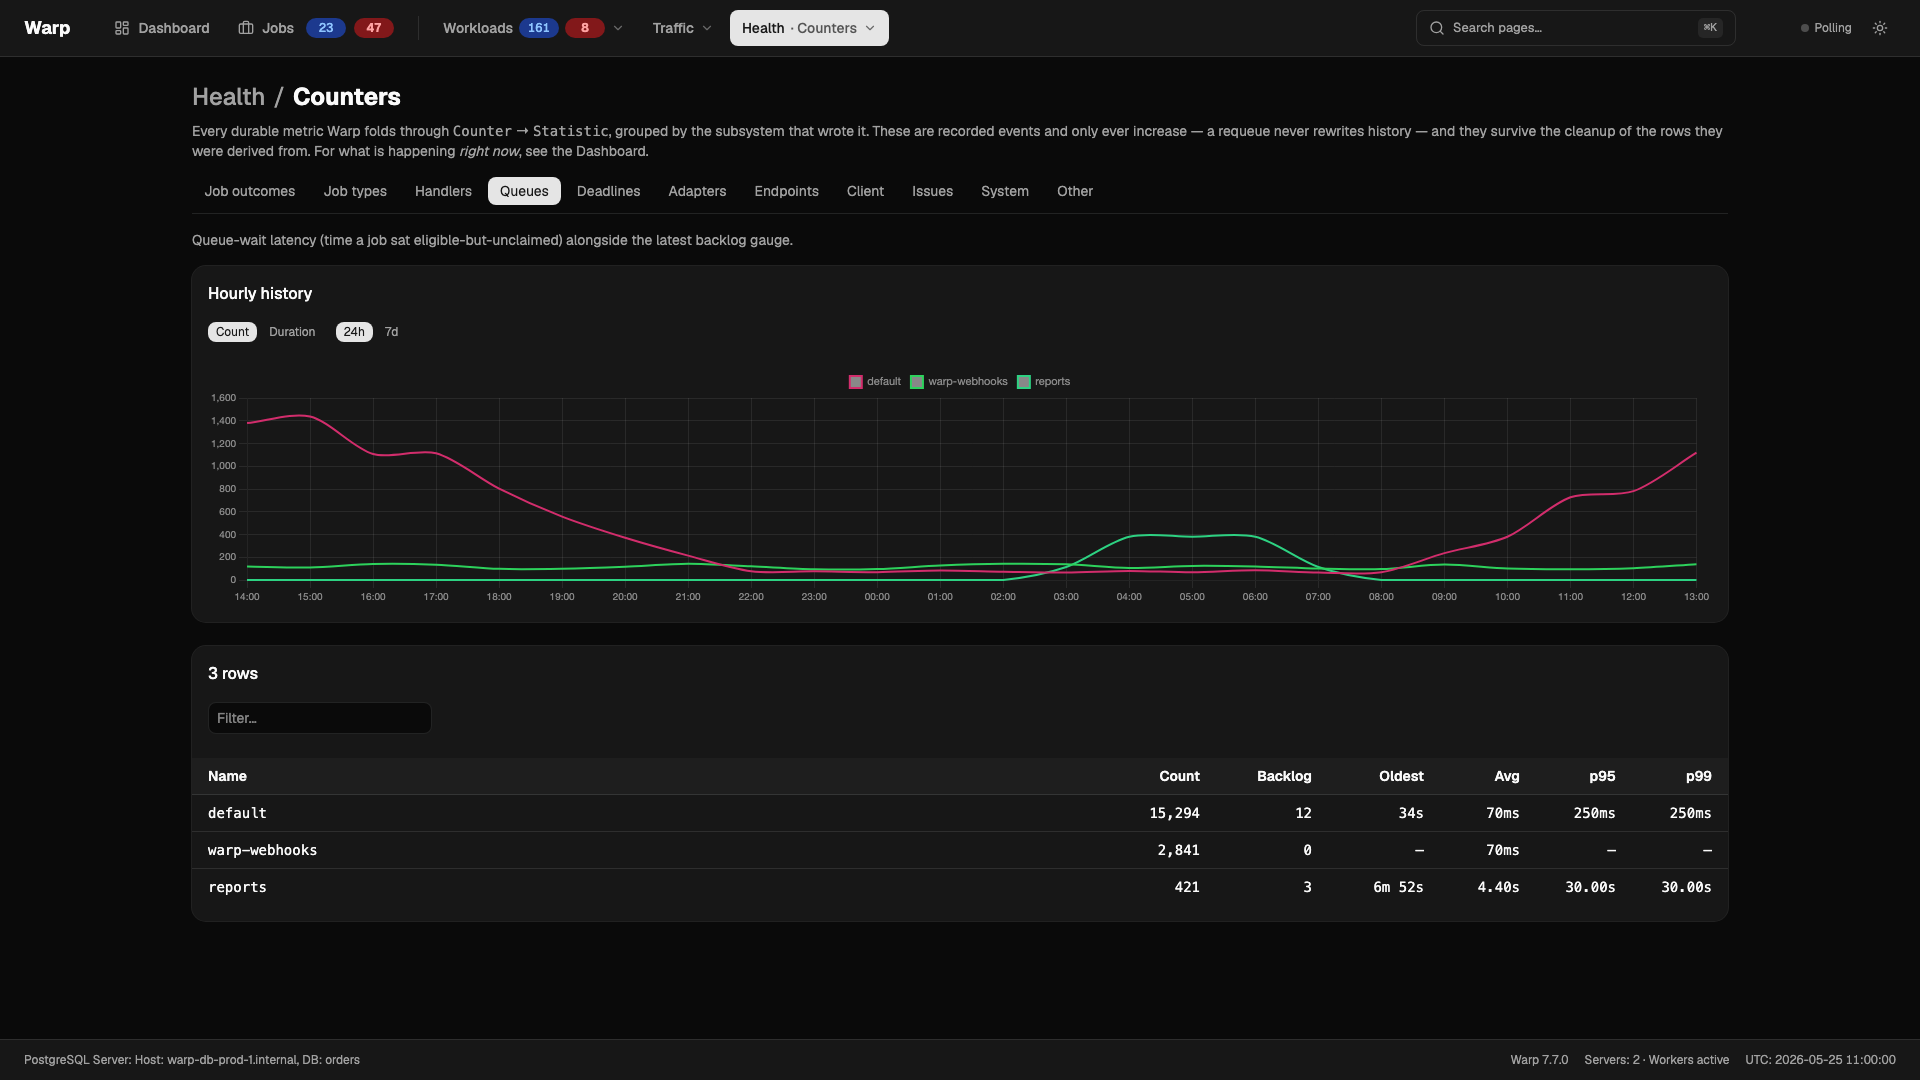 Warp
Dashboard
Jobs 23 47
Workloads 161 8
Traffic
Health · Counters
Search pages... ⌘K
Polling
Health / Counters
Every durable metric Warp folds through Counter → Statistic, grouped by the subsystem that wrote it. These are recorded events and only ever increase — a requeue never rewrites history — and they survive the cleanup of the rows they
were derived from. For what is happening right now, see the Dashboard.
Job outcomes Job types Handlers Queues Deadlines Adapters Endpoints Client Issues System Other
Queue-wait latency (time a job sat eligible-but-unclaimed) alongside the latest backlog gauge.
Hourly history
Count Duration 24h 7d
default warp-webhooks reports
1,600
1,400
1,200
1,000
800
600
400
200
0
14:00 15:00 16:00 17:00 18:00 19:00 20:00 21:00 22:00 23:00 00:00 01:00 02:00 03:00 04:00 05:00 06:00 07:00 08:00 09:00 10:00 11:00 12:00 13:00
3 rows
Filter...
Name Count Backlog Oldest Avg p95 p99
default 15,294 12 34s 70ms 250ms 250ms
warp-webhooks 2,841 0 — 70ms — —
reports 421 3 6m 52s 4.40s 30.00s 30.00s
PostgreSQL Server: Host: warp-db-prod-1.internal, DB: orders
Warp 7.7.0 Servers: 2 · Workers active UTC: 2026-05-25 11:00:00